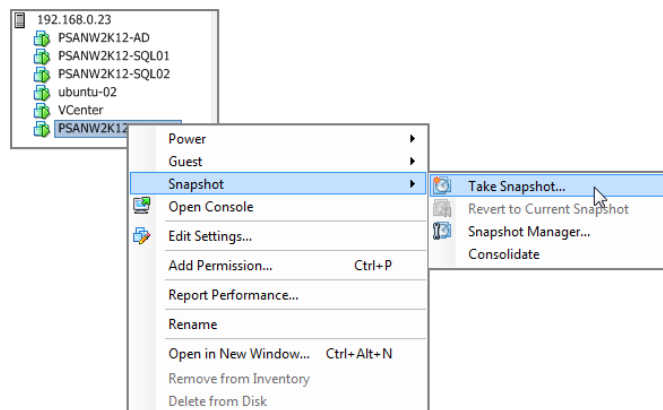 192.168.0.23
PSANW2K12-AD
PSANW2K12-SQL01
PSANW2K12-SQL02
ubuntu-02
VCenter
PSANW2K12
Power
Guest
Snapshot
Open Console
Edit Settings...
Add Permission... Ctrl+P
Report Performance...
Rename
Open in New Window... Ctrl+Alt+N
Remove from Inventory
Delete from Disk
Take Snapshot...
Revert to Current Snapshot
Snapshot Manager...
Consolidate